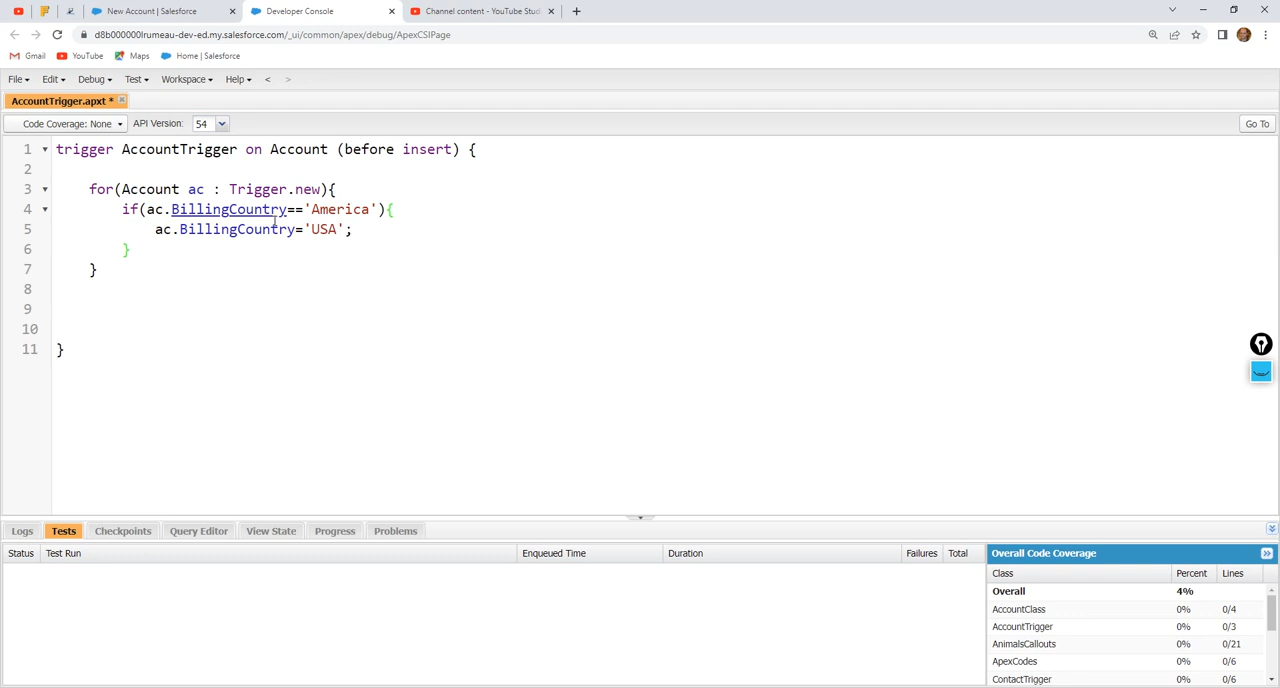 New Account | Salesforce
Developer Console
Channel content - YouTube Stud
d8b000000lrumeau-dev-ed.my.salesforce.com/_ui/common/apex/debug/ApexCSIPage
Gmail
YouTube
Maps
Home | Salesforce
File
Edit
Debug
Test
Workspace
Help
<
>
AccountTrigger.apxt *
Code Coverage: None
API Version:
54
Go To
1 trigger AccountTrigger on Account (before insert) {
2
3 for(Account ac : Trigger.new){
4 if(ac.BillingCountry=='America'){
5 ac.BillingCountry='USA';
6 }
7 }
8
9
10
11 }
Logs
Tests
Checkpoints
Query Editor
View State
Progress
Problems
Status
Test Run
Enqueued Time
Duration
Failures
Total
Overall Code Coverage
Class Percent Lines
Overall 4%
AccountClass 0% 0/4
AccountTrigger 0% 0/3
AnimalsCallouts 0% 0/21
ApexCodes 0% 0/6
ContactTrigger 0% 0/6